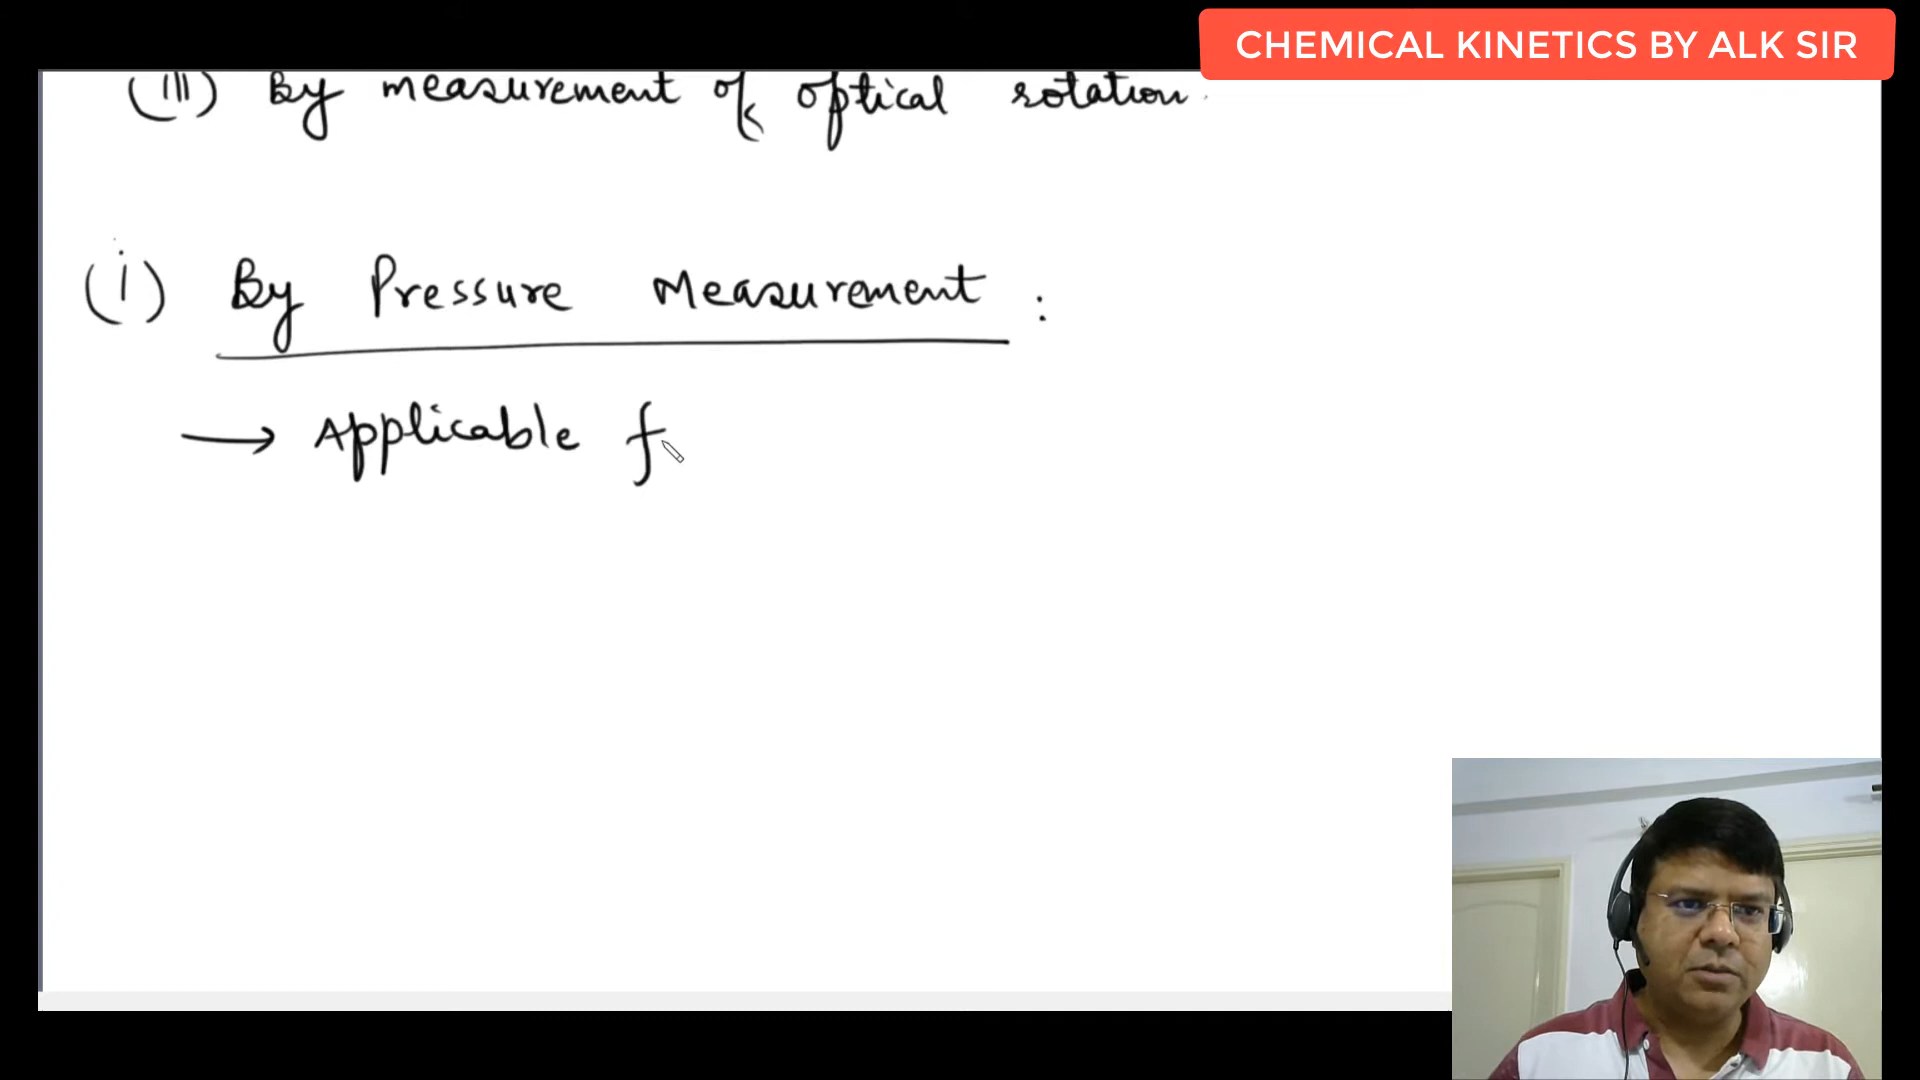 CHEMICAL KINETICS BY ALK SIR
(III) By measurement of optical rotation.
(i) By Pressure Measurement :
→ Applicable f